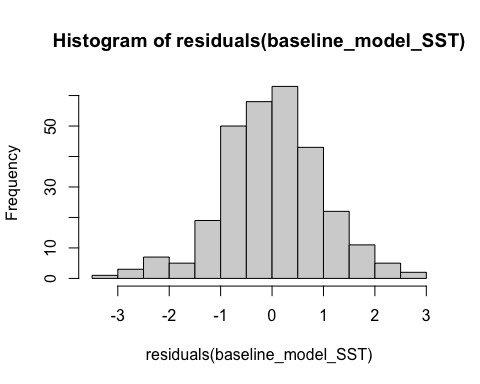 Histogram of residuals(baseline_model_SST)
Frequency
50
30
10
0
-3 -2 -1 0 1 2 3
residuals(baseline_model_SST)